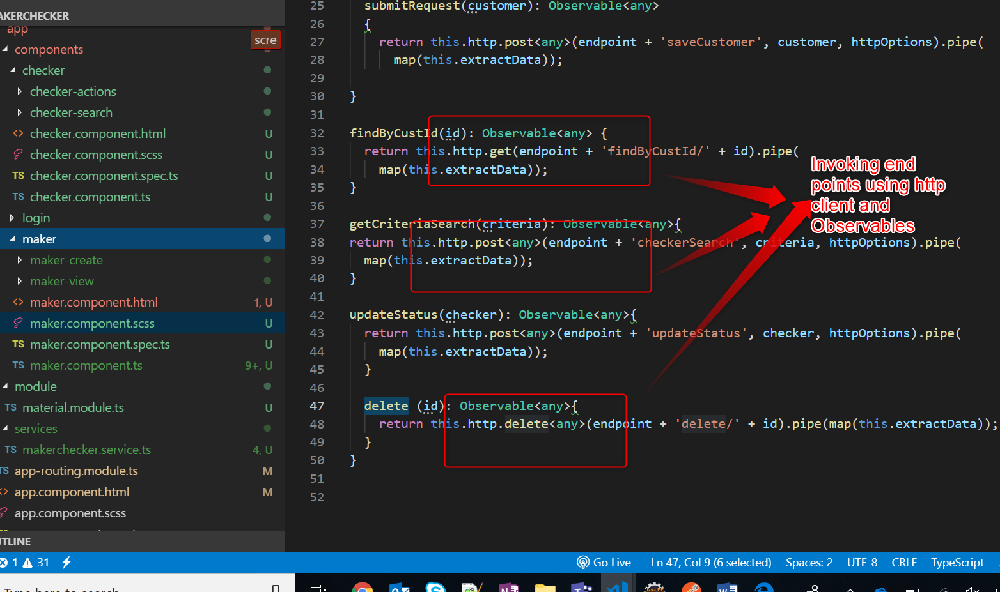 AKERCHECKER
app
scre
components
checker
checker-actions
checker-search
<> checker.component.html U
checker.component.scss U
TS checker.component.spec.ts U
TS checker.component.ts U
login
maker
maker-create
maker-view
<> maker.component.html 1, U
maker.component.scss U
TS maker.component.spec.ts U
TS maker.component.ts 9+, U
module
TS material.module.ts U
services
TS makerchecker.service.ts 4, U
TS app-routing.module.ts M
<> app.component.html M
app.component.scss
UTLINE
25 submitRequest(customer): Observable<any>
26 {
27 return this.http.post<any>(endpoint + 'saveCustomer', customer, httpOptions).pipe(
28 map(this.extractData));
29
30 }
31
32 findByCustId(id): Observable<any> {
33 return this.http.get(endpoint + 'findByCustId/' + id).pipe(
34 map(this.extractData));
35 }
36
37 getCriteriaSearch(criteria): Observable<any>{
38 return this.http.post<any>(endpoint + 'checkerSearch', criteria, httpOptions).pipe(
39 map(this.extractData));
40 }
41
42 updateStatus(checker): Observable<any>{
43 return this.http.post<any>(endpoint + 'updateStatus', checker, httpOptions).pipe(
44 map(this.extractData));
45 }
46
47 delete (id): Observable<any>{
48 return this.http.delete<any>(endpoint + 'delete/' + id).pipe(map(this.extractData));
49 }
50 }
51
52
Invoking end
points using http
client and
Observables
1 31 Go Live Ln 47, Col 9 (6 selected) Spaces: 2 UTF-8 CRLF TypeScript
Type here to search